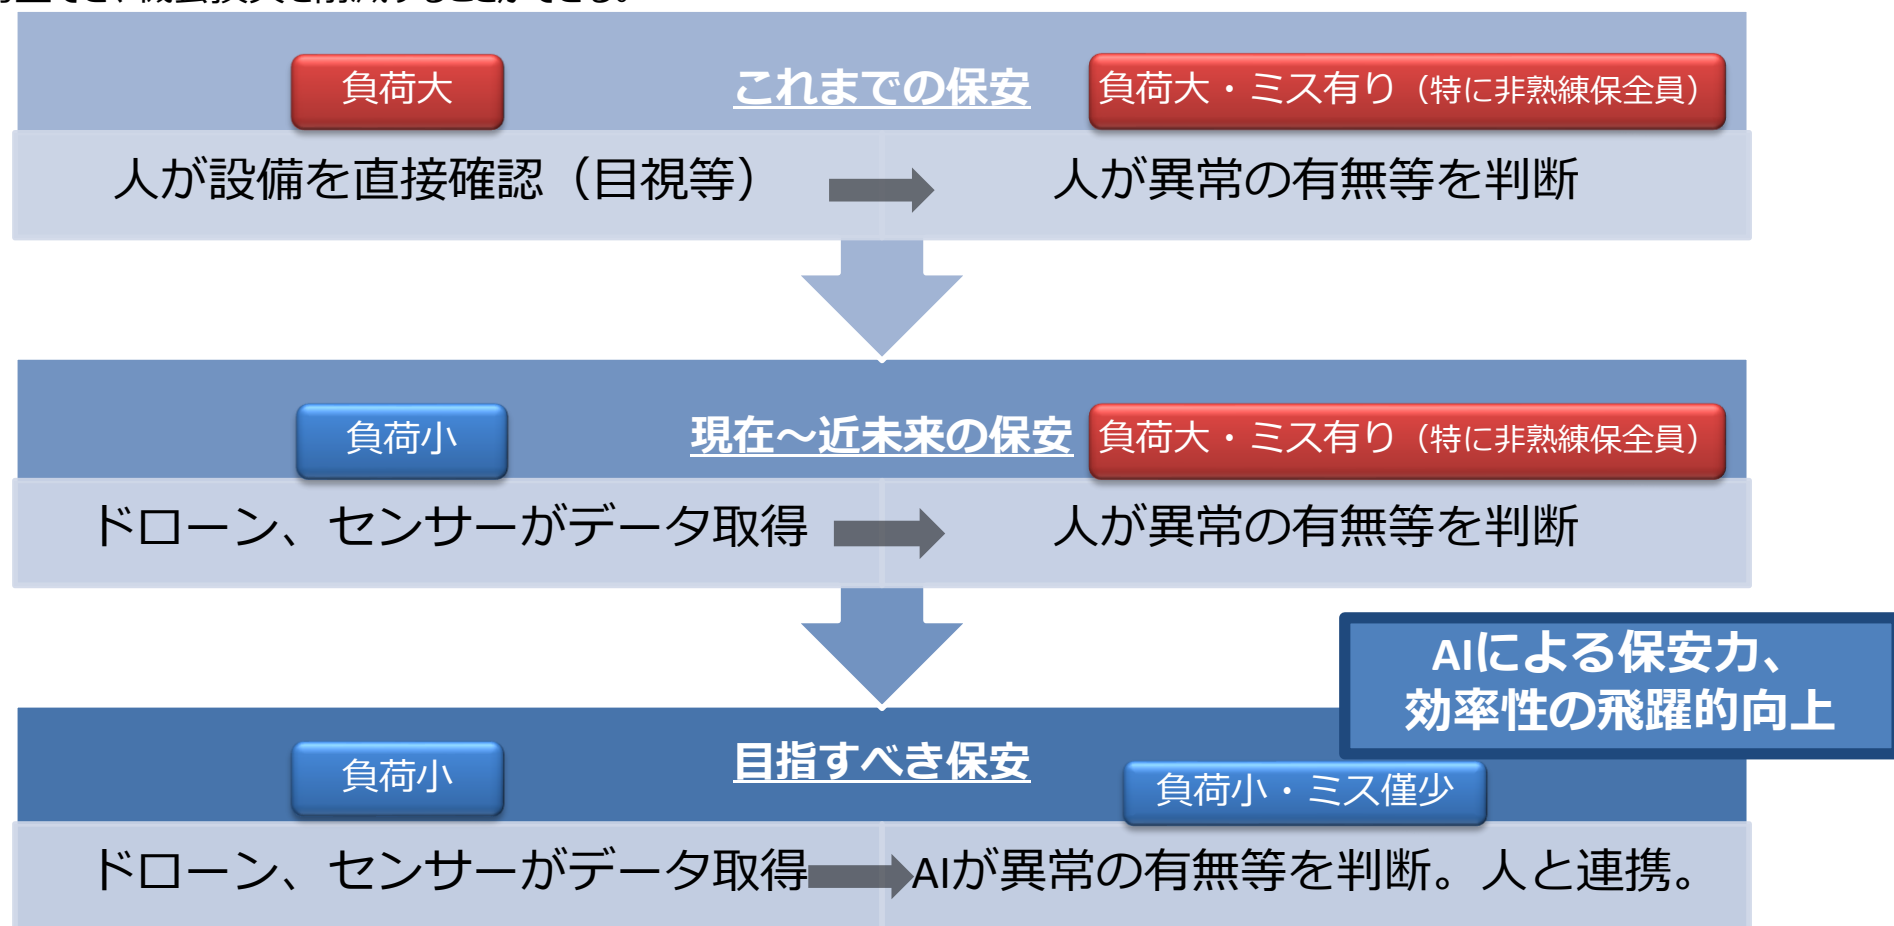 負荷大
これまでの保安
負荷大・ミス有り（特に非熟練保全員）
人が設備を直接確認（目視等）
人が異常の有無等を判断
負荷小
現在～近未来の保安
負荷大・ミス有り（特に非熟練保全員）
ドローン、センサーがデータ取得
人が異常の有無等を判断
AIによる保安力、
効率性の飛躍的向上
負荷小
目指すべき保安
負荷小・ミス僅少
ドローン、センサーがデータ取得
AIが異常の有無等を判断。人と連携。